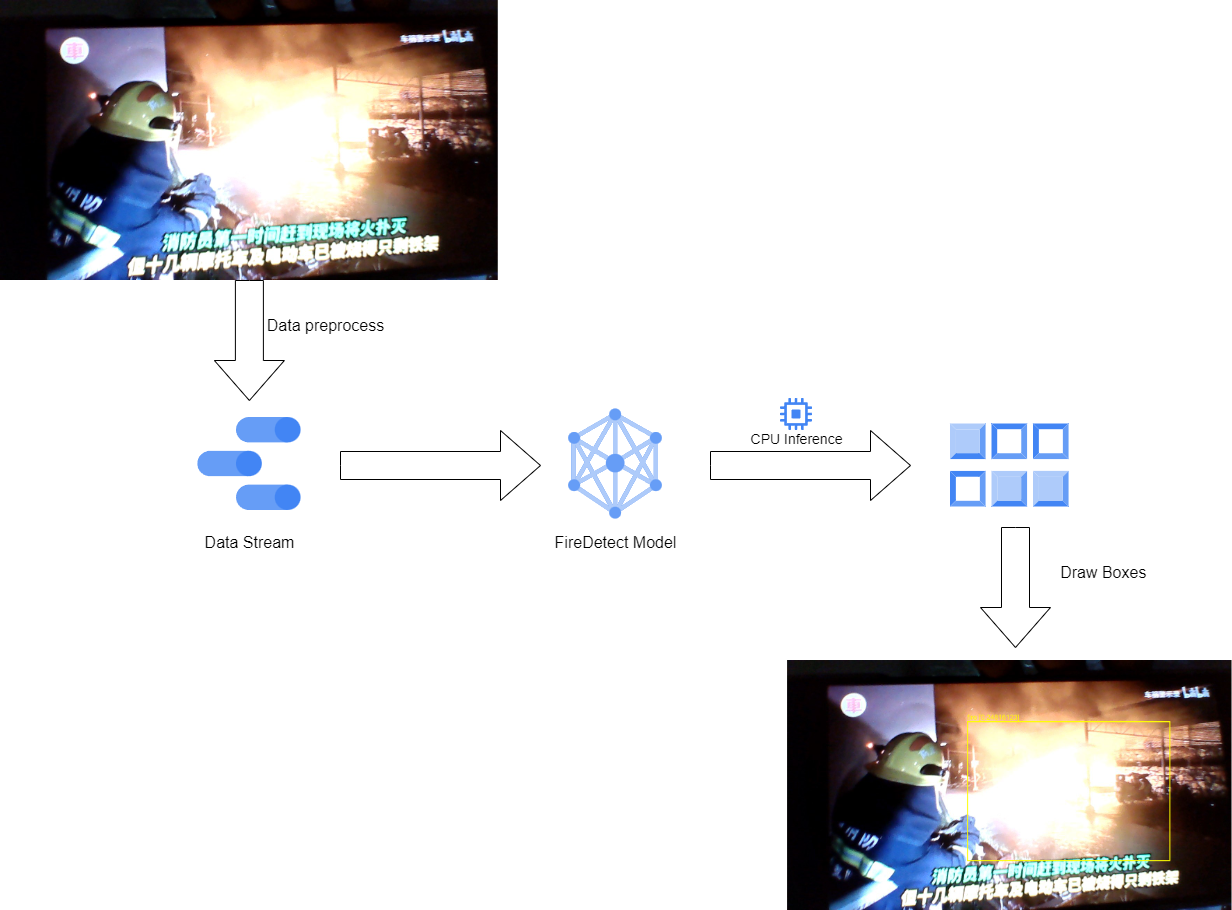 車
消防员第一时间赶到现场将火扑灭
但十几辆摩托车及电动车已被烧得只剩铁架
Data preprocess
CPU Inference
Data Stream
FireDetect Model
Draw Boxes
車
消防员第一时间赶到现场将火扑灭
但十几辆摩托车及电动车已被烧得只剩铁架